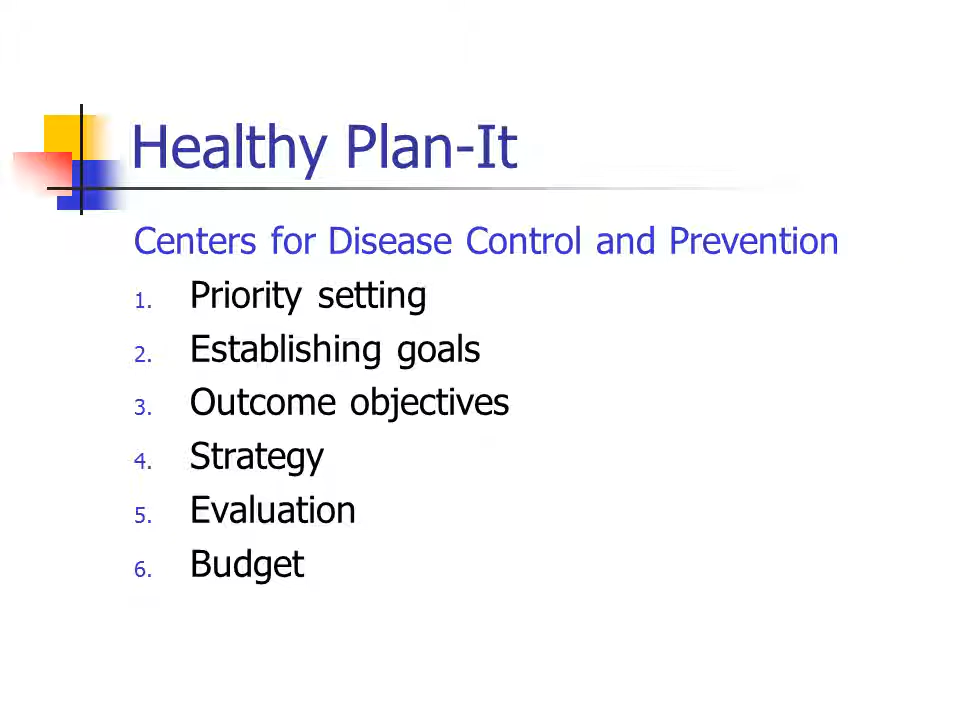 Healthy Plan-It
Centers for Disease Control and Prevention
1. Priority setting
2. Establishing goals
3. Outcome objectives
4. Strategy
5. Evaluation
6. Budget